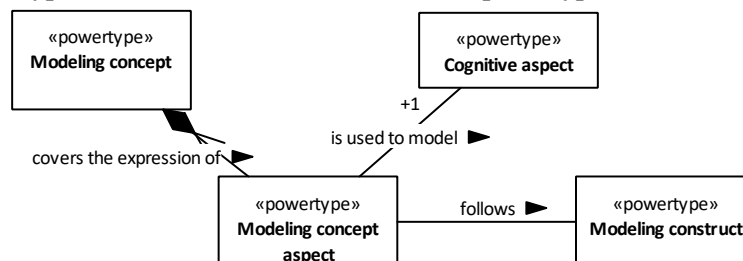 «powertype»
Modeling concept
«powertype»
Cognitive aspect
+1
is used to model
covers the expression of
«powertype»
Modeling concept
aspect
follows
«powertype»
Modeling construct